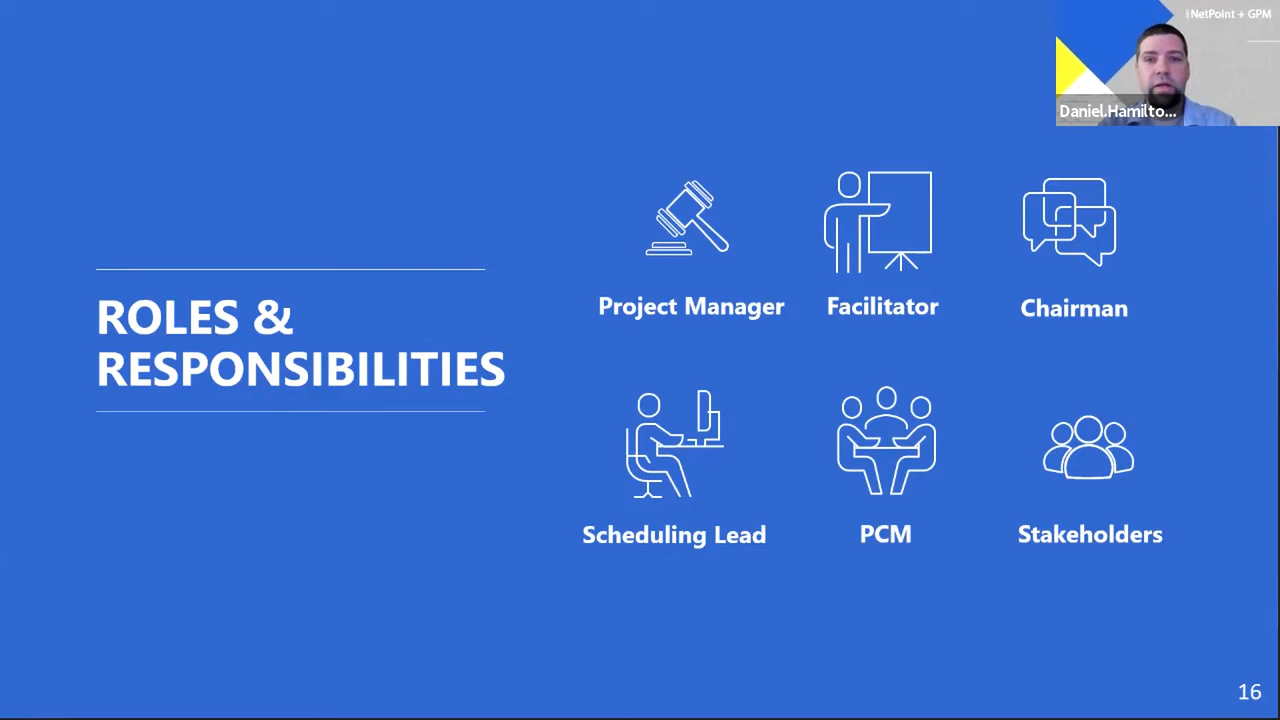 NetPoint + GPM
Daniel.Hamilto...
ROLES &
RESPONSIBILITIES
Project Manager
Facilitator
Chairman
Scheduling Lead
PCM
Stakeholders
16